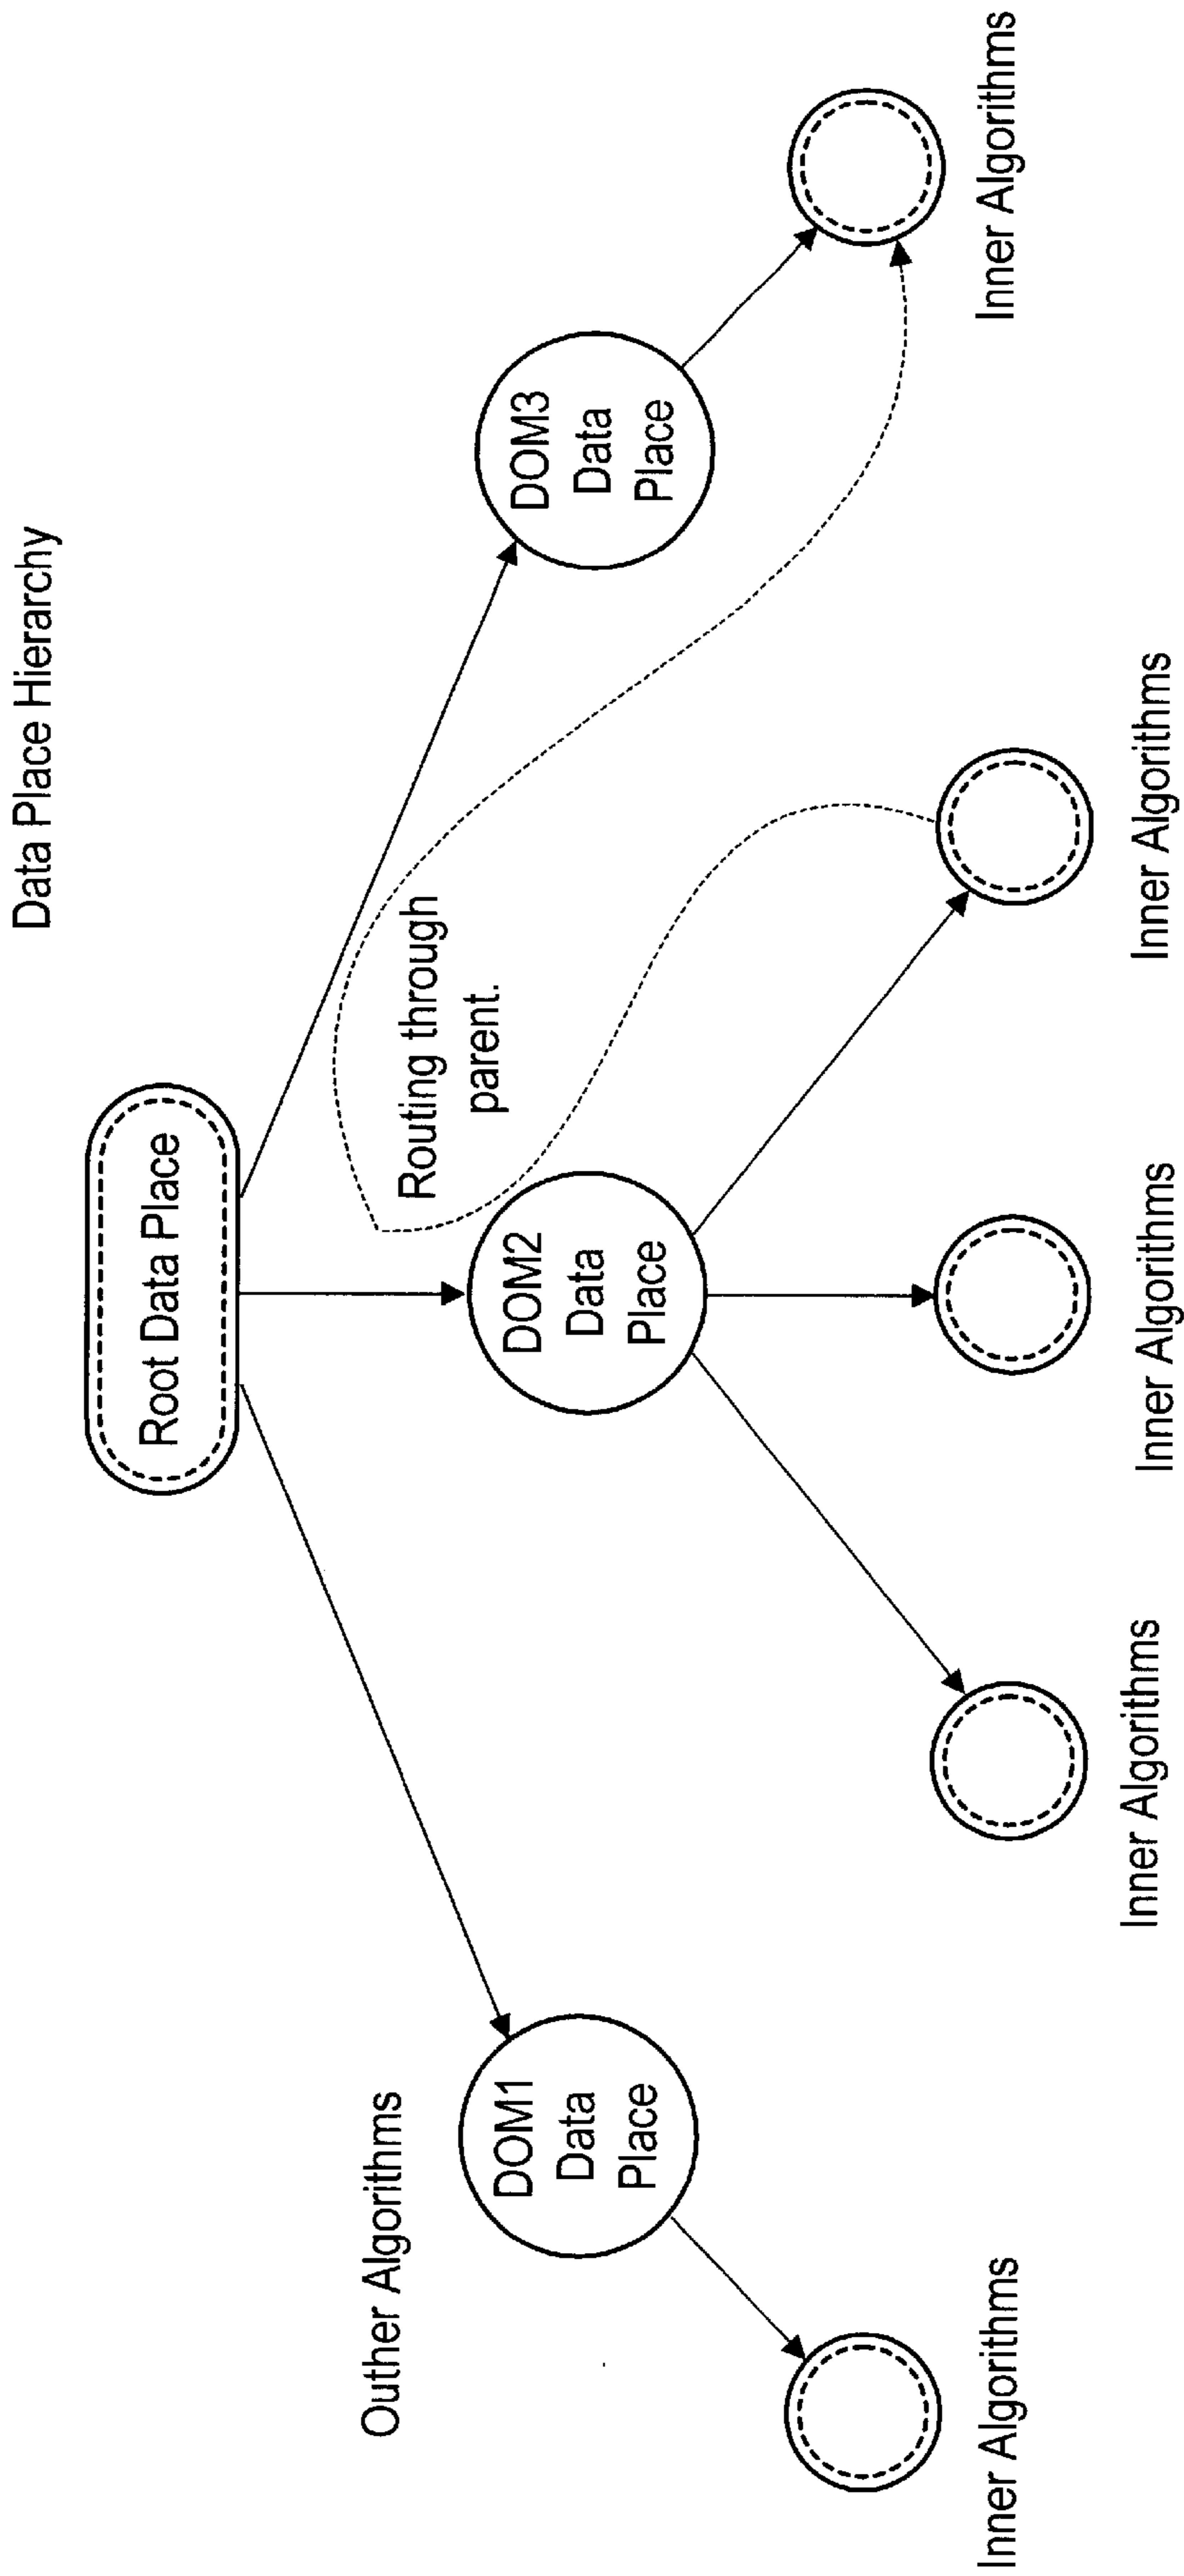 Data Place Hierarchy
Root Data Place
Routing through
parent.
Outher Algorithms
DOM1
Data
Place
DOM2
Data
Place
DOM3
Data
Place
Inner Algorithms
Inner Algorithms
Inner Algorithms
Inner Algorithms
Inner Algorithms